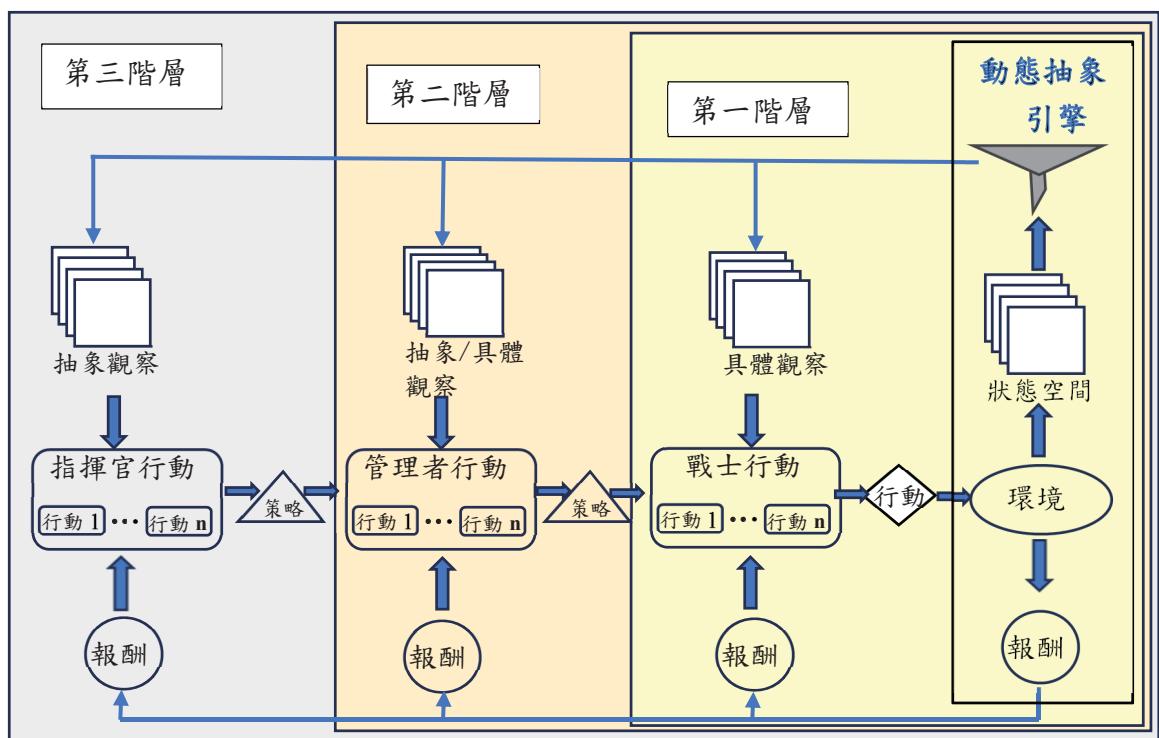 第三階層
第二階層
第一階層
動態抽象
引擎
抽象觀察
抽象/具體
觀察
具體觀察
狀態空間
指揮官行動
行動 1 ••• 行動 n
策略
管理者行動
行動 1 ••• 行動 n
策略
戰士行動
行動 1 ••• 行動 n
行動
環境
報酬
報酬
報酬
報酬